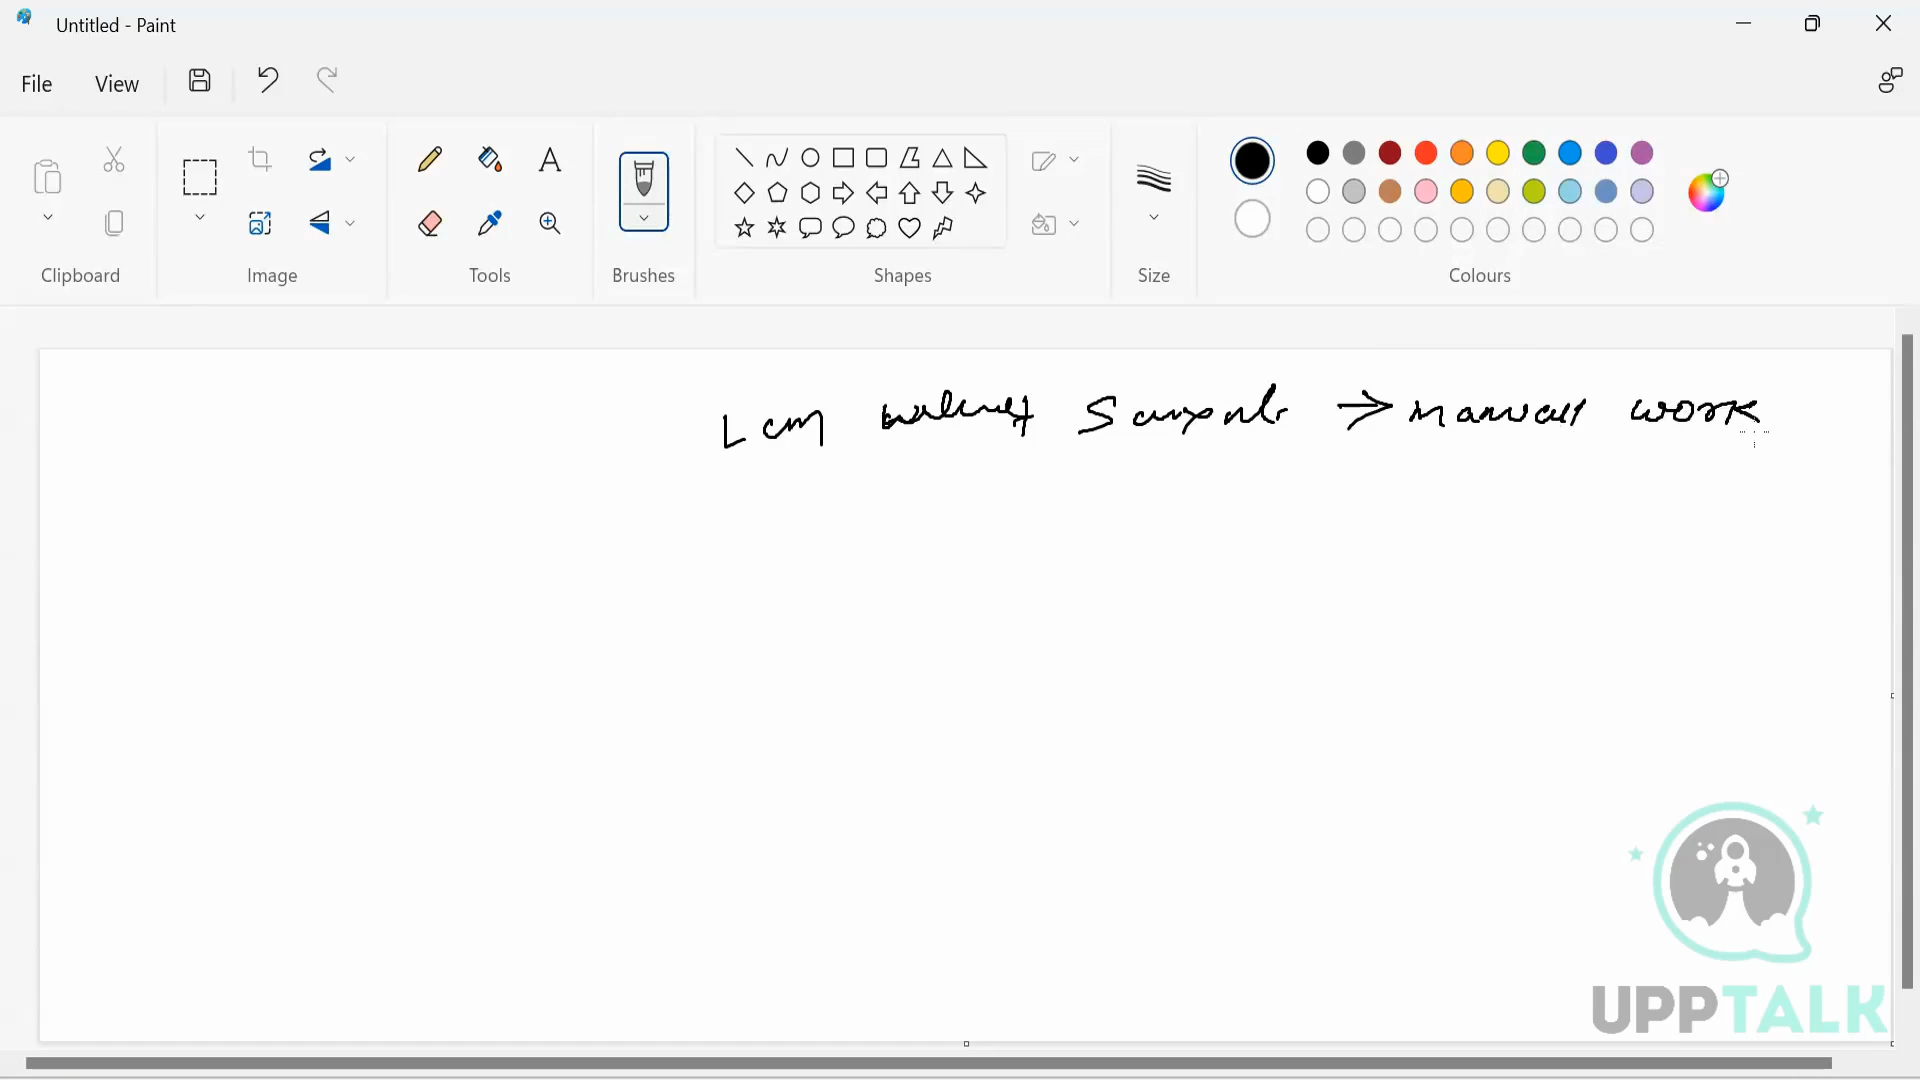 Untitled - Paint
File View
Clipboard
Image
Tools
Brushes
Shapes
Size
Colours
Lcm → manual work
UPPTALK